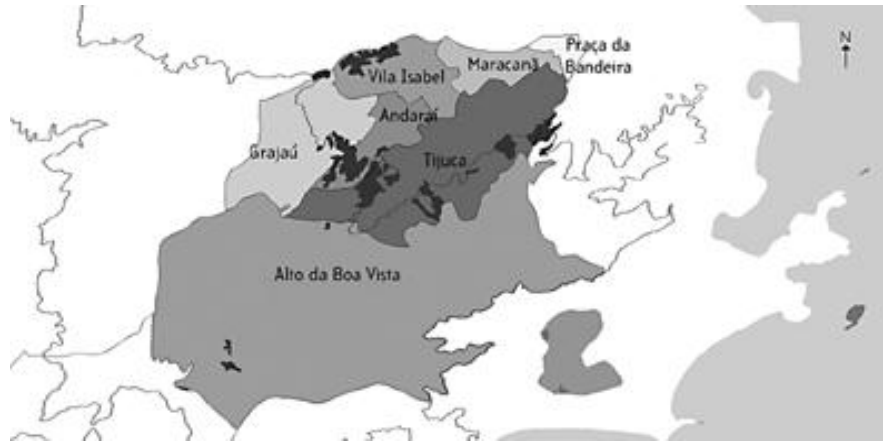 Praça da
Bandeira
N
Maracanã
Vila Isabel
Andaraí
Grajaú
Tijuca
Alto da Boa Vista